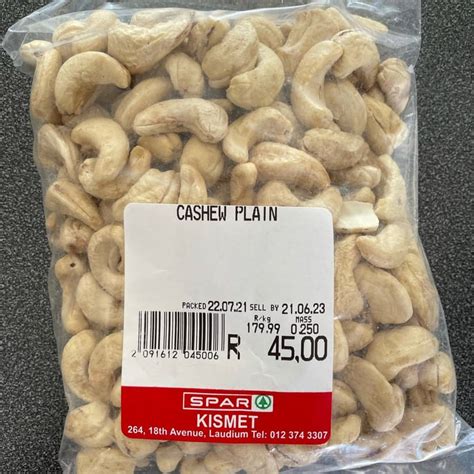 CASHEW PLAIN
PACKED 22.07.21 SELL BY 21.06.23
R/kg MASS
179.99 0.250
2 091612 045006
R 45,00
SPAR
KISMET
264, 18th Avenue, Laudium Tel: 012 374 3307